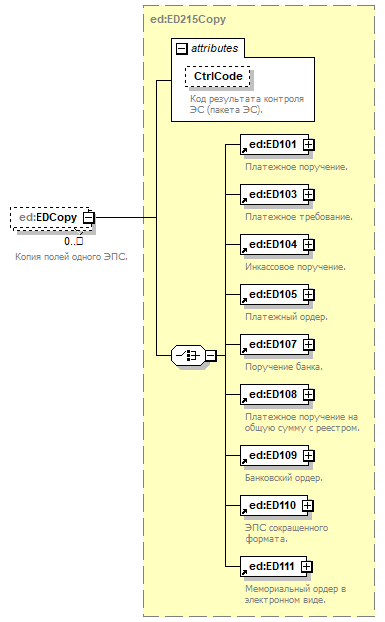 ed:ED215Copy
attributes
CtrlCode
Код результата контроля
ЭС (пакета ЭС).
ed:EDCopy
0..□
Копия полей одного ЭПС.
ed:ED101
Платежное поручение.
ed:ED103
Платежное требование.
ed:ED104
Инкассовое поручение.
ed:ED105
Платежный ордер.
ed:ED107
Поручение банка.
ed:ED108
Платежное поручение на
общую сумму с реестром.
ed:ED109
Банковский ордер.
ed:ED110
ЭПС сокращенного
формата.
ed:ED111
Мемориальный ордер в
электронном виде.